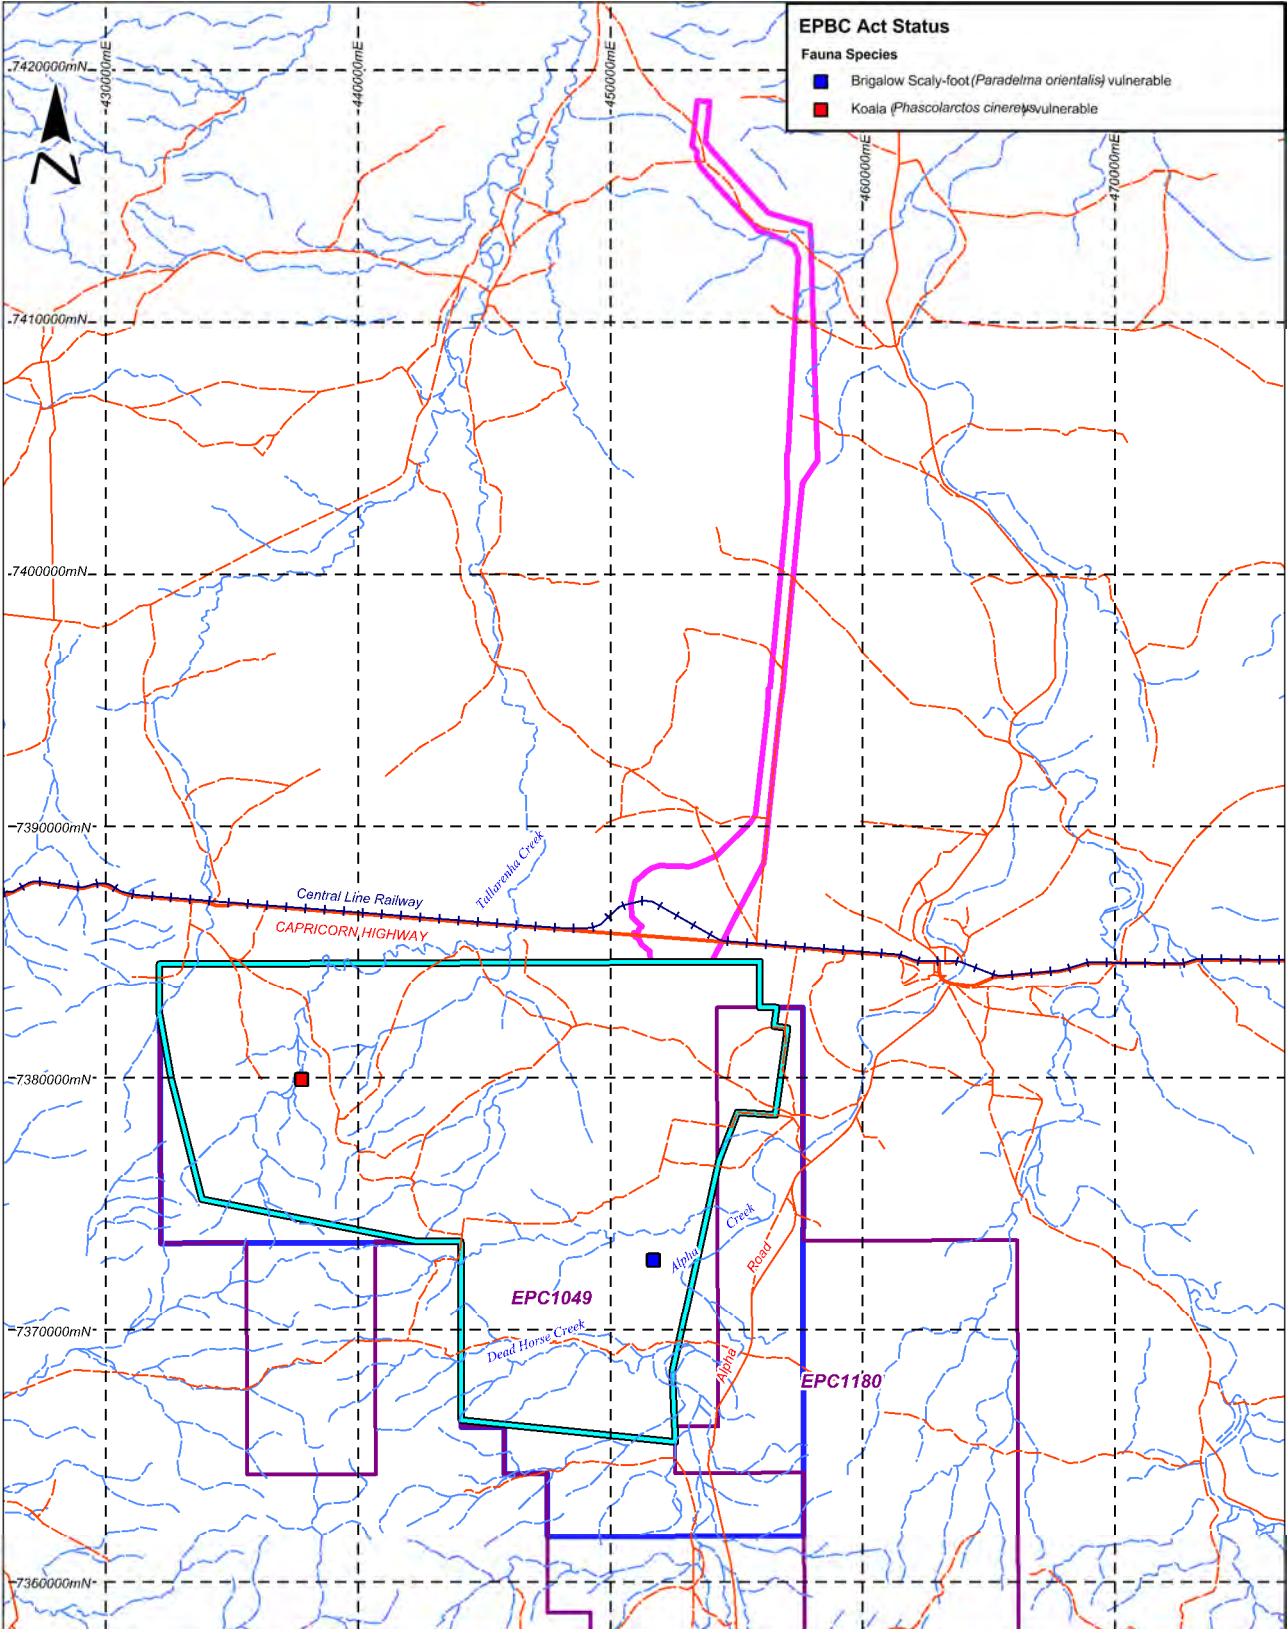 EPBC Act Status
Fauna Species
Brigalow Scaly-foot (Paradelma orientalis) vulnerable
Koala (Phascolarctos cinereus) vulnerable
430000mE
440000mE
450000mE
460000mE
470000mE
7420000mN
N
7410000mN
7400000mN
7390000mN
Tallarenha Creek
Central Line Railway
CAPRICORN HIGHWAY
7380000mN
Alpha Creek
Alpha Road
EPC1049
7370000mN
Dead Horse Creek
EPC1180
7360000mN